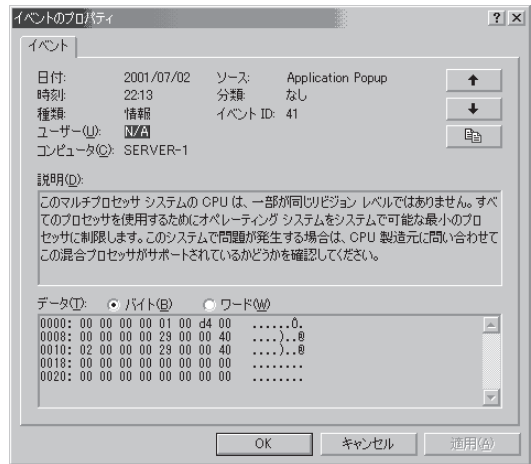 イベントのプロパティ
イベント
日付: 2001/07/02 ソース: Application Popup
時刻: 22:13 分類: なし
種類: 情報 イベント ID: 41
ユーザー(U): N/A
コンピュータ(C): SERVER-1
説明(D):
このマルチプロセッサ システムの CPU は、一部が同じリビジョン レベルではありません。すべ
てのプロセッサを使用するためにオペレーティング システムをシステムで可能な最小のプロ
セッサに制限します。このシステムで問題が発生する場合は、CPU 製造元に問い合わせて
この混合プロセッサがサポートされているかどうかを確認してください。
データ(T): バイト(B) ワード(W)
0000: 00 00 00 00 01 00 d4 00 ......Ô.
0008: 00 00 00 00 29 00 00 40 ....)..@
0010: 02 00 00 00 29 00 00 40 ....)..@
0018: 00 00 00 00 00 00 00 00 ........
0020: 00 00 00 00 00 00 00 00 ........
OK キャンセル 適用(A)